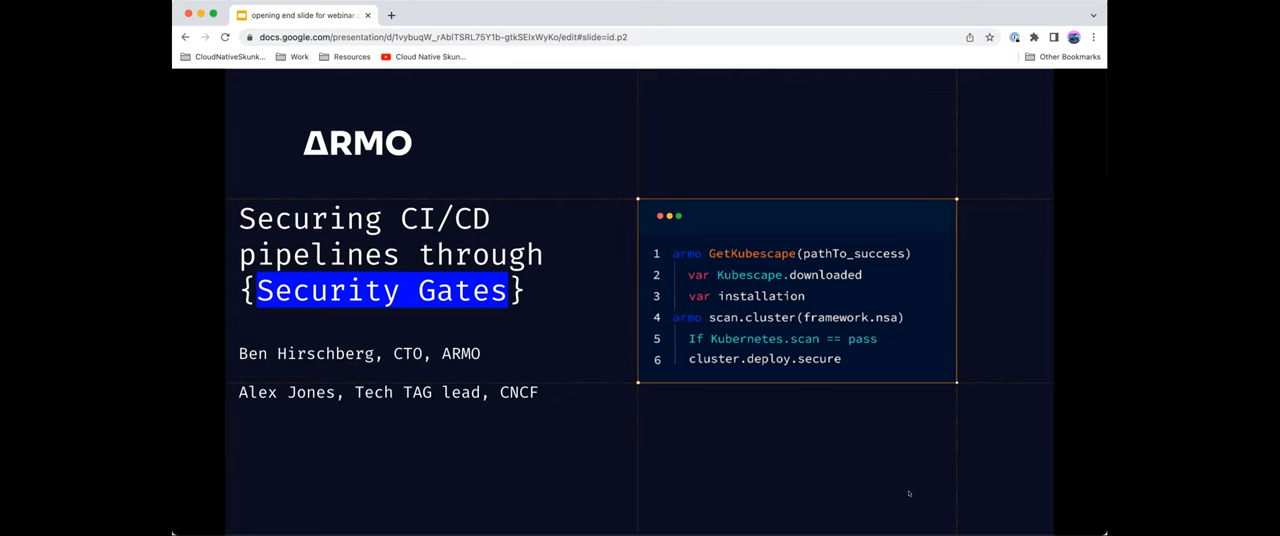 opening end slide for webinar
docs.google.com/presentation/d/1vybuqW_rAblTSRL75Y1b-gtkSEIxWyKo/edit#slide=id.p2
CloudNativeSkunk...
Work
Resources
Cloud Native Skun...
Other Bookmarks
ARMO
Securing CI/CD
pipelines through
{Security Gates}
Ben Hirschberg, CTO, ARMO
Alex Jones, Tech TAG lead, CNCF
1 armo GetKubescape(pathTo_success)
2 var Kubescape.downloaded
3 var installation
4 armo scan.cluster(framework.nsa)
5 If Kubernetes.scan == pass
6 cluster.deploy.secure